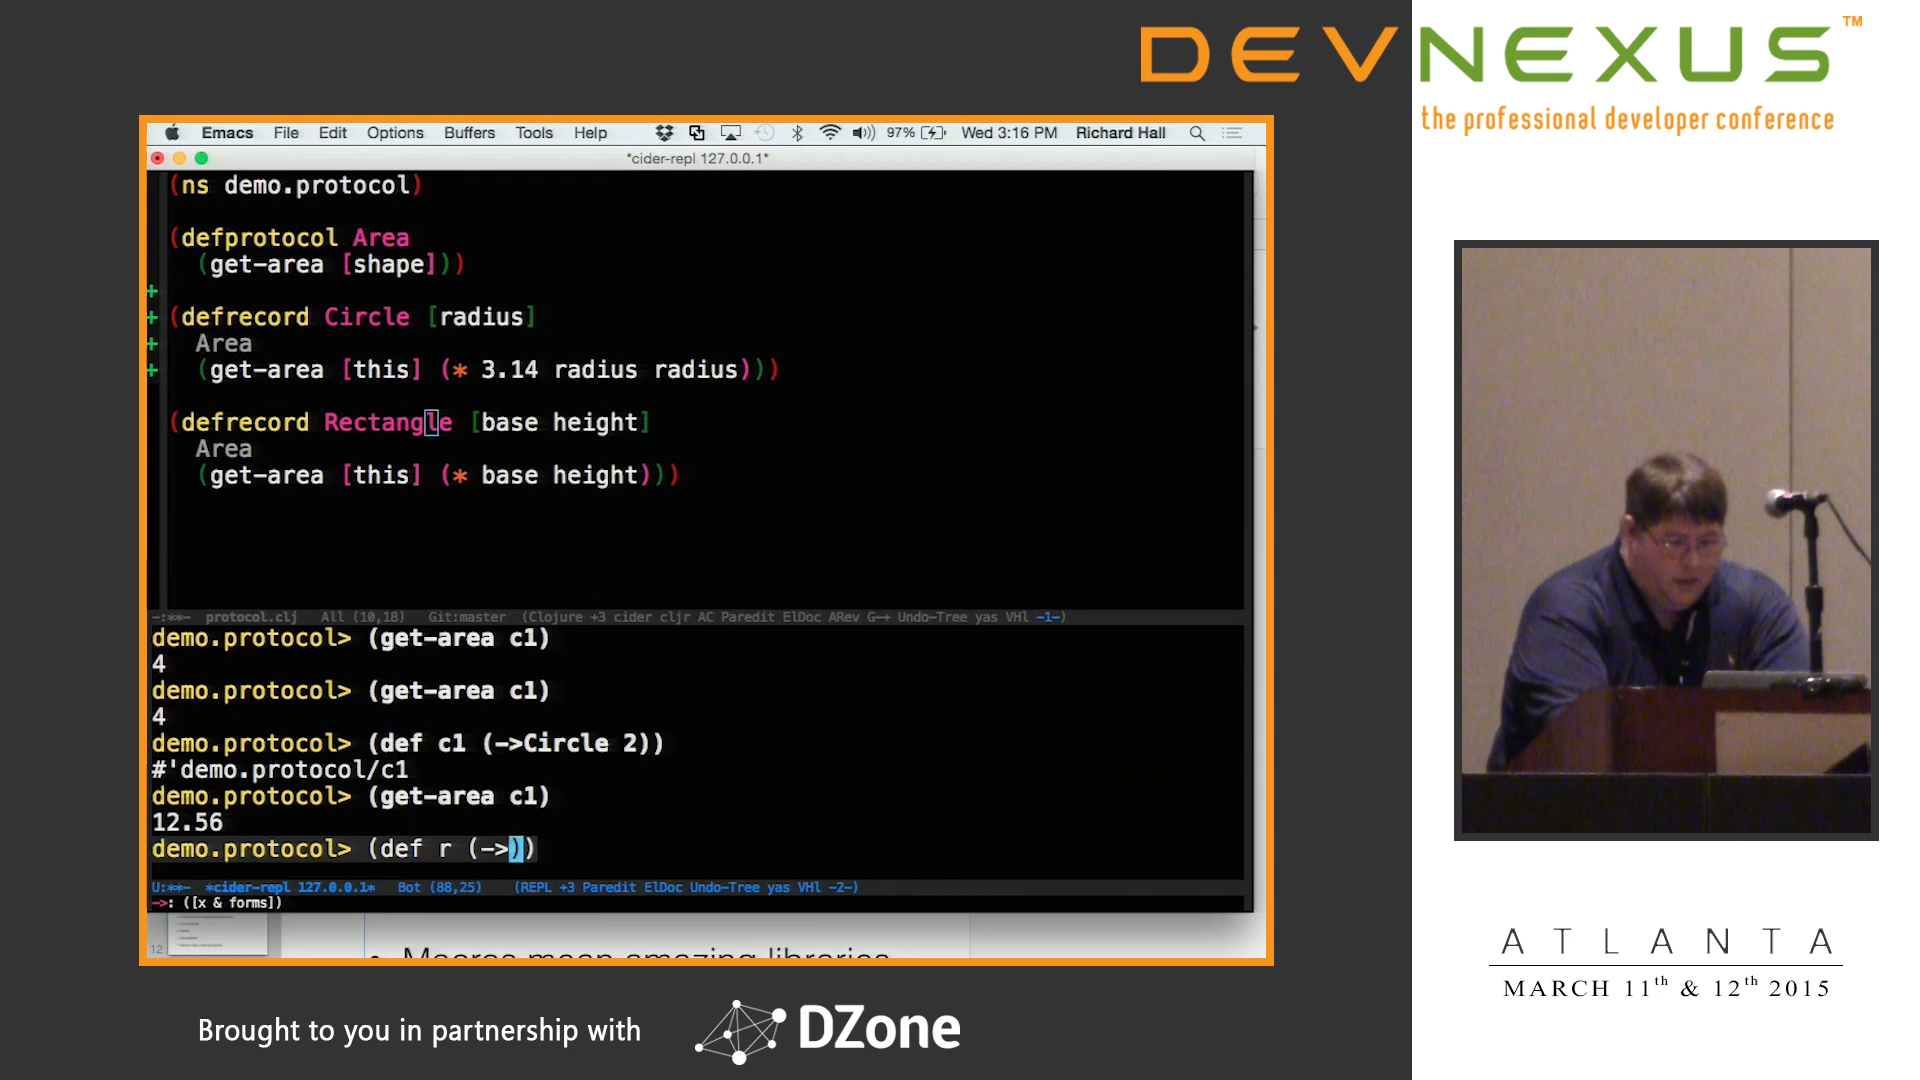 DEVNEXUS™
the professional developer conference
Emacs File Edit Options Buffers Tools Help 97% Wed 3:16 PM Richard Hall
*cider-repl 127.0.0.1*
(ns demo.protocol)
(defprotocol Area
(get-area [shape]))
+
+ (defrecord Circle [radius]
+ Area
+ (get-area [this] (* 3.14 radius radius)))
(defrecord Rectangle [base height]
Area
(get-area [this] (* base height)))
-:**- protocol.clj All (10,18) Git:master (Clojure +3 cider cljr AC Paredit ElDoc ARev G-+ Undo-Tree yas VHl -1-)
demo.protocol> (get-area c1)
4
demo.protocol> (get-area c1)
4
demo.protocol> (def c1 (->Circle 2))
#'demo.protocol/c1
demo.protocol> (get-area c1)
12.56
demo.protocol> (def r (->))
U:**- *cider-repl 127.0.0.1* Bot (88,25) (REPL +3 Paredit ElDoc Undo-Tree yas VHl -2-)
->: ([x & forms])
12
• Macros mean amazing libraries
ATLANTA
MARCH 11th & 12th 2015
Brought to you in partnership with DZone